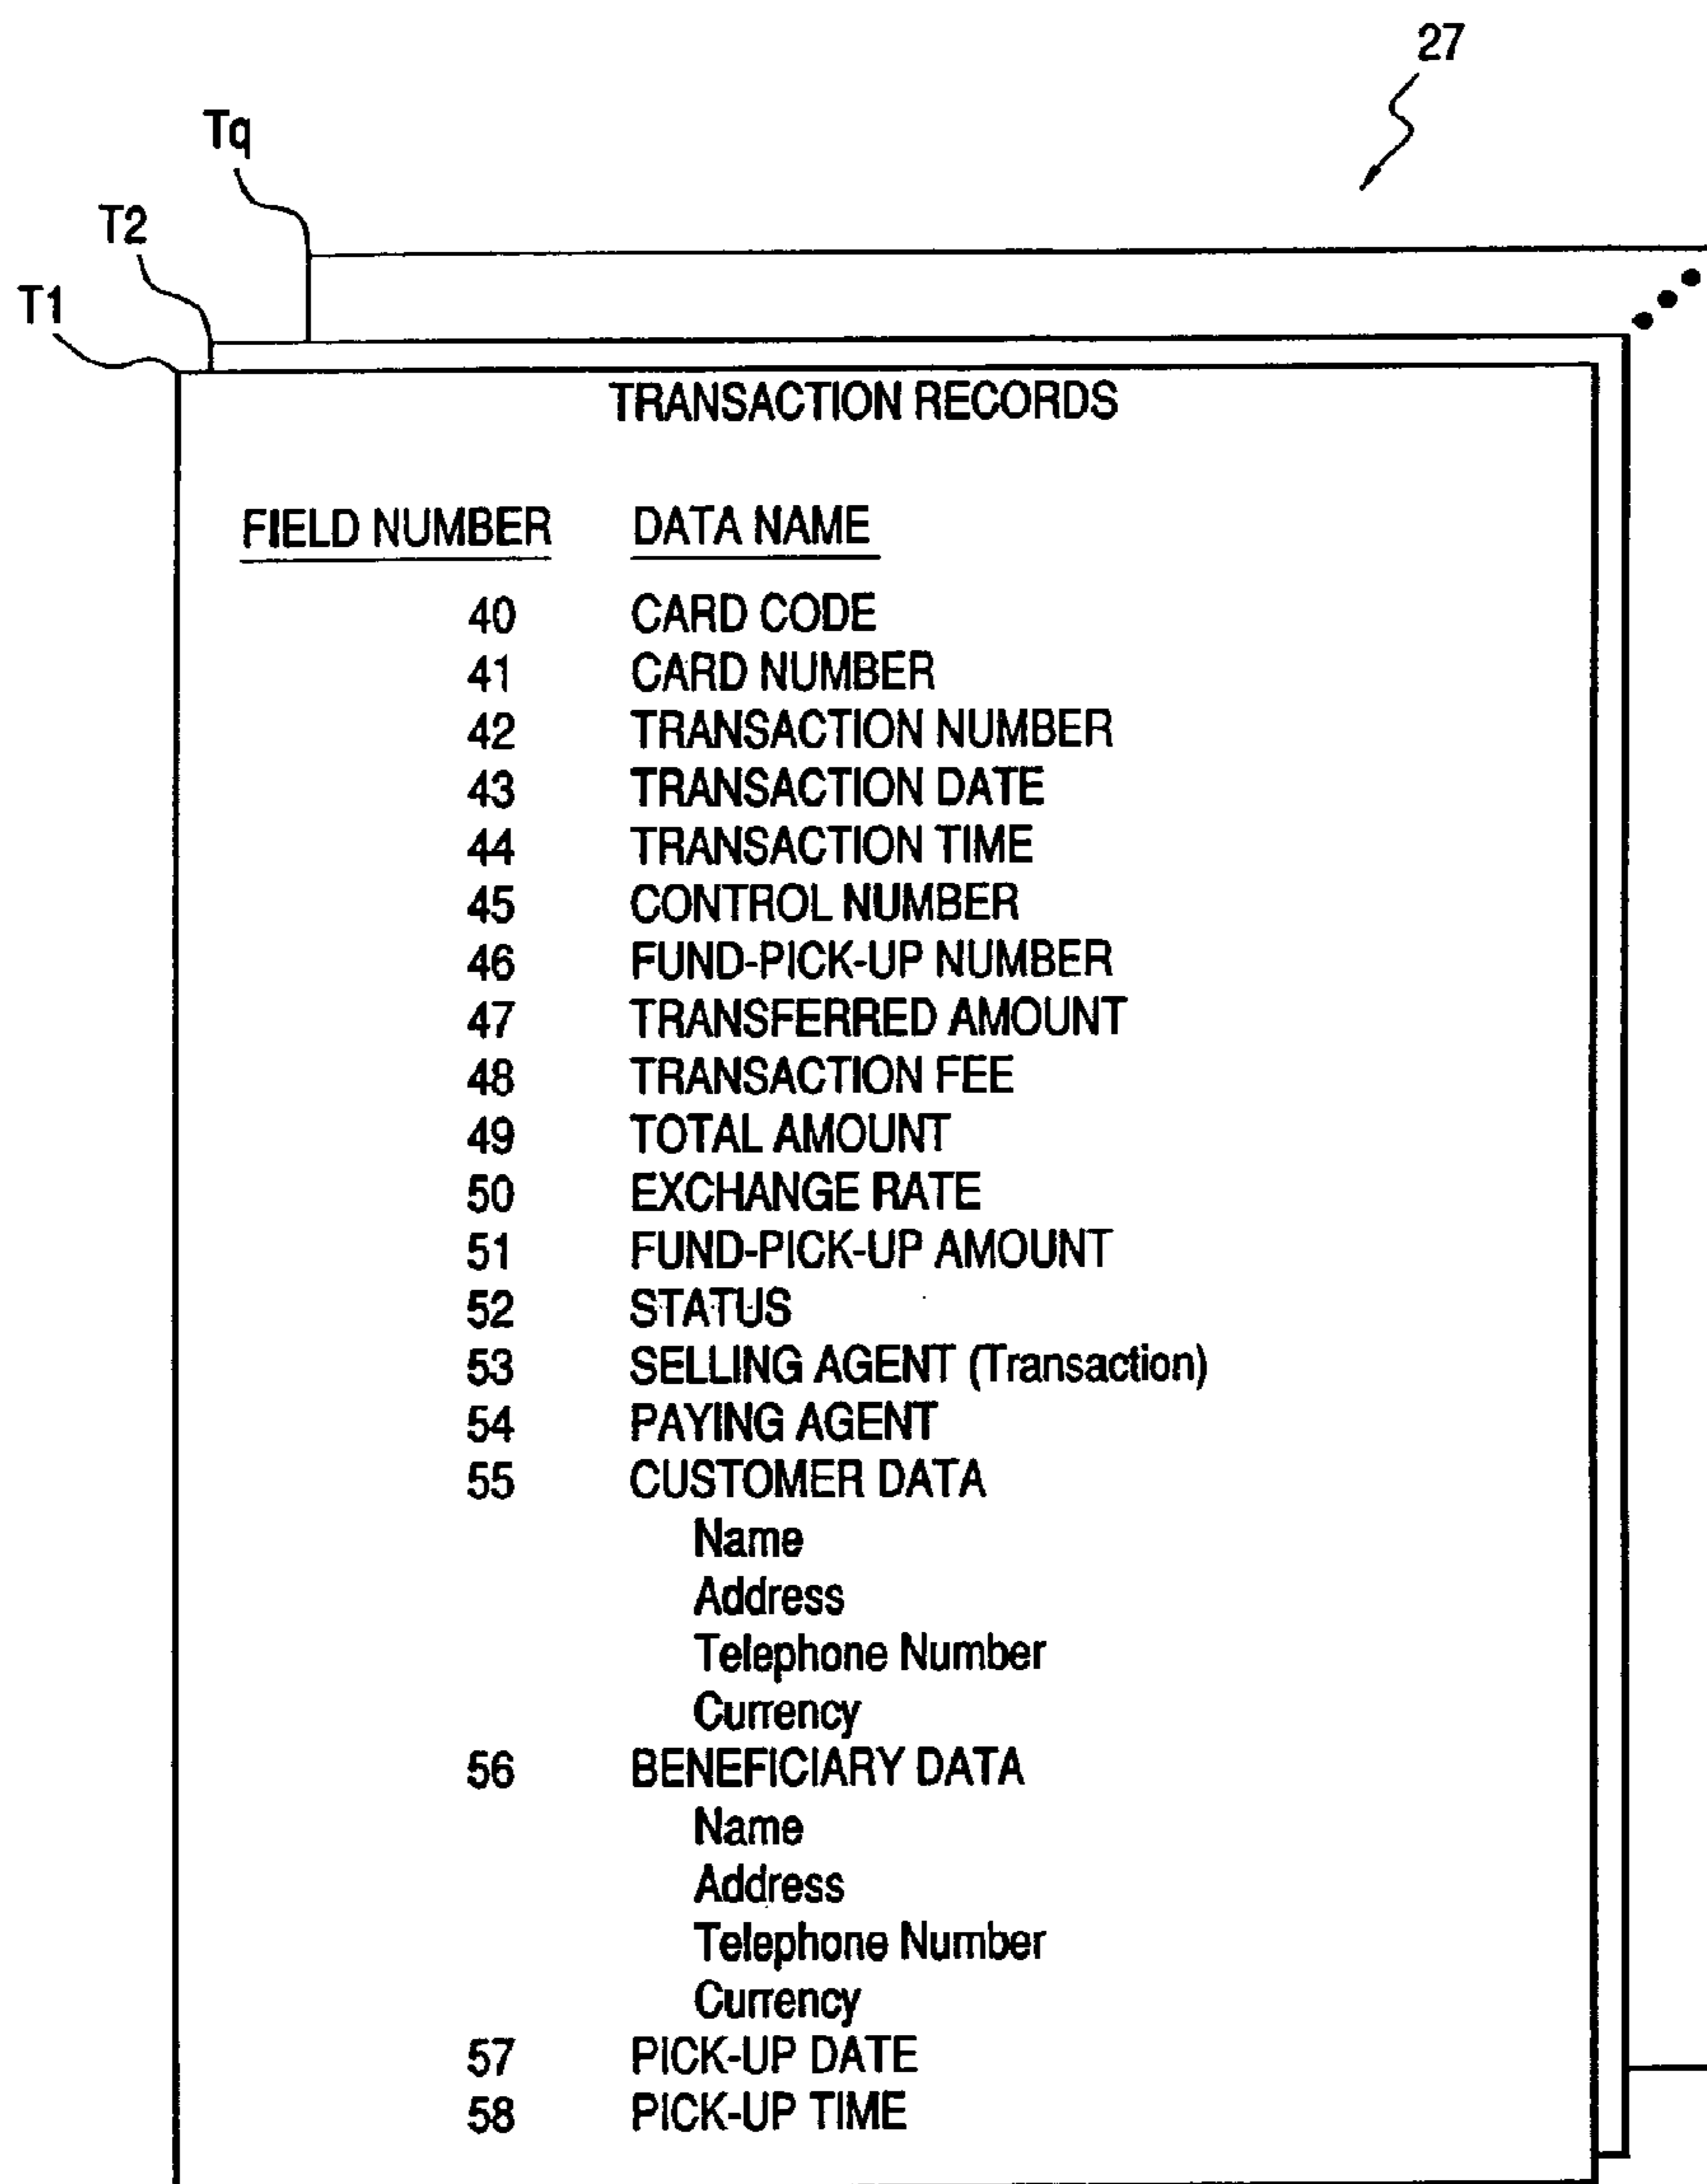 27
Tq
T2
T1
TRANSACTION RECORDS
FIELD NUMBER DATA NAME
40 CARD CODE
41 CARD NUMBER
42 TRANSACTION NUMBER
43 TRANSACTION DATE
44 TRANSACTION TIME
45 CONTROL NUMBER
46 FUND-PICK-UP NUMBER
47 TRANSFERRED AMOUNT
48 TRANSACTION FEE
49 TOTAL AMOUNT
50 EXCHANGE RATE
51 FUND-PICK-UP AMOUNT
52 STATUS
53 SELLING AGENT (Transaction)
54 PAYING AGENT
55 CUSTOMER DATA
Name
Address
Telephone Number
Currency
56 BENEFICIARY DATA
Name
Address
Telephone Number
Currency
57 PICK-UP DATE
58 PICK-UP TIME